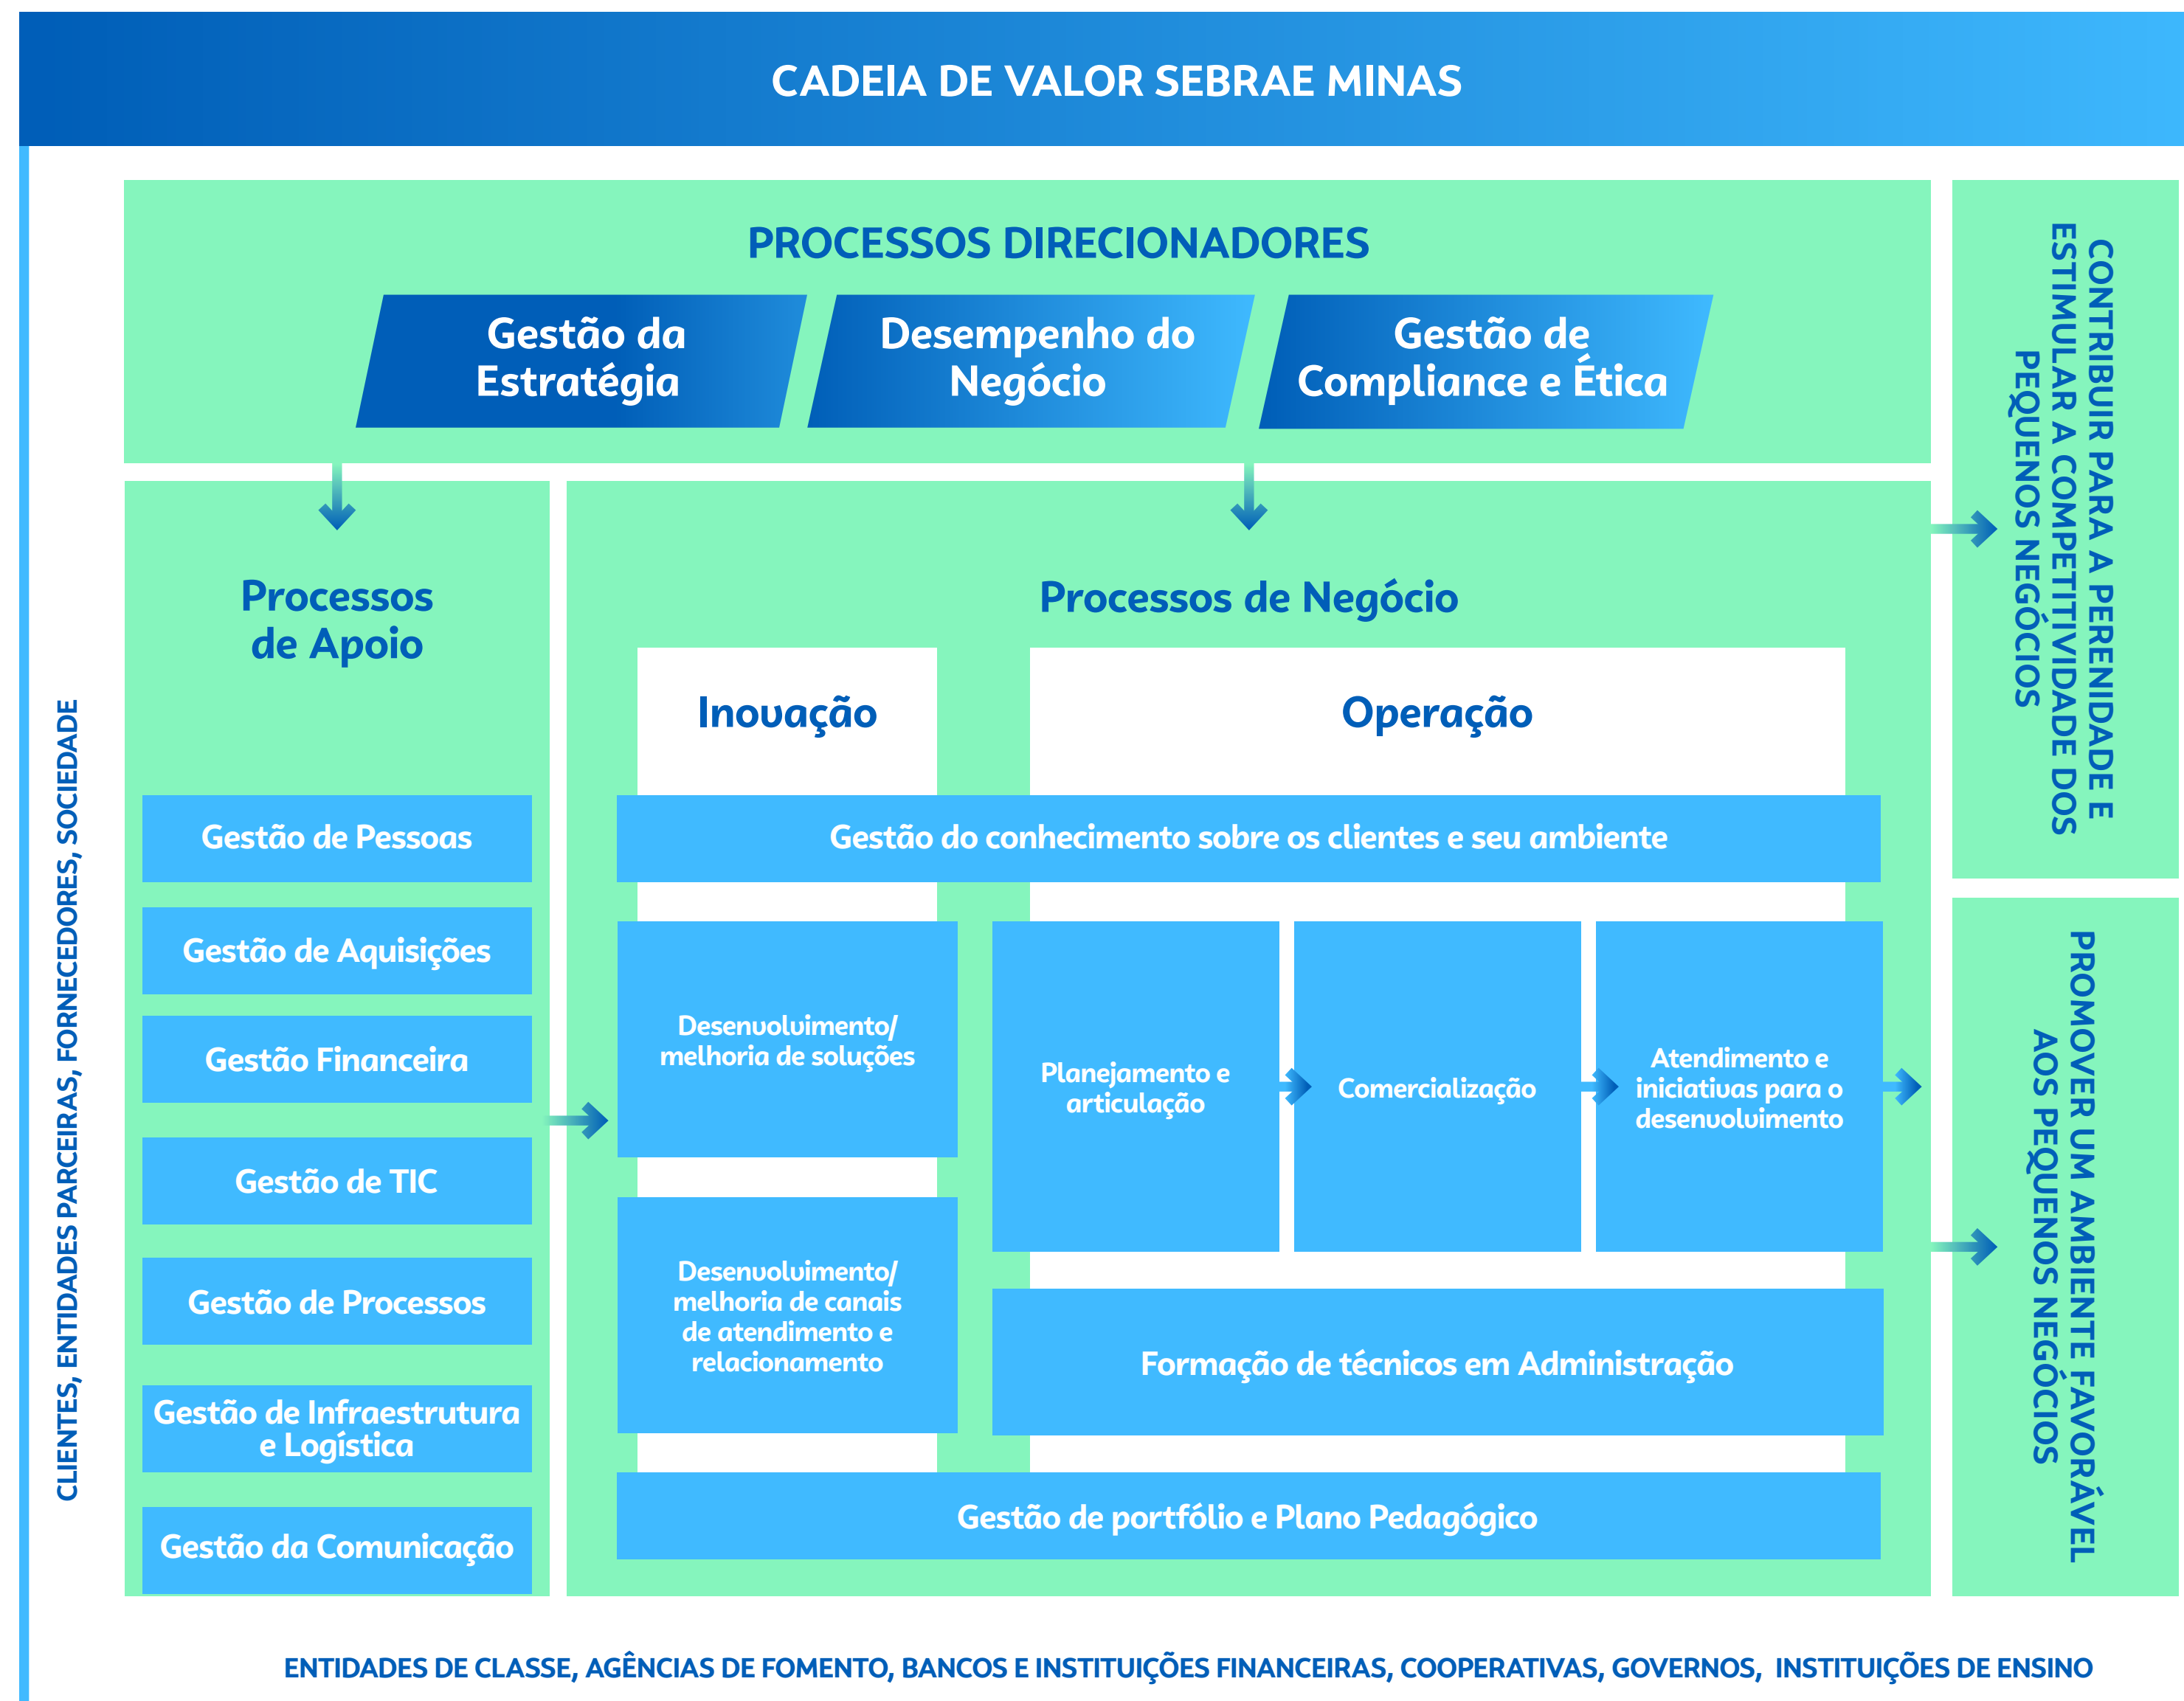 CADEIA DE VALOR SEBRAE MINAS
PROCESSOS DIRECIONADORES
Gestão da
Estratégia
Desempenho do
Negócio
Gestão de
Compliance e Ética
CONTRIBUIR PARA A PERENIDADE E
ESTIMULAR A COMPETITIVIDADE DOS
PEQUENOS NEGÓCIOS
Processos
de Apoio
Gestão de Pessoas
Gestão de Aquisições
Gestão Financeira
Gestão de TIC
Gestão de Processos
Gestão de Infraestrutura
e Logística
Gestão da Comunicação
Processos de Negócio
Inovação
Operação
Gestão do conhecimento sobre os clientes e seu ambiente
Desenvolvimento/
melhoria de soluções
Desenvolvimento/
melhoria de canais
de atendimento e
relacionamento
Planejamento e
articulação
Comercialização
Atendimento e
iniciativas para o
desenvolvimento
Formação de técnicos em Administração
Gestão de portfólio e Plano Pedagógico
PROMOVER UM AMBIENTE FAVORÁVEL
AOS PEQUENOS NEGÓCIOS
CLIENTES, ENTIDADES PARCEIRAS, FORNECEDORES, SOCIEDADE
ENTIDADES DE CLASSE, AGÊNCIAS DE FOMENTO, BANCOS E INSTITUIÇÕES FINANCEIRAS, COOPERATIVAS, GOVERNOS, INSTITUIÇÕES DE ENSINO